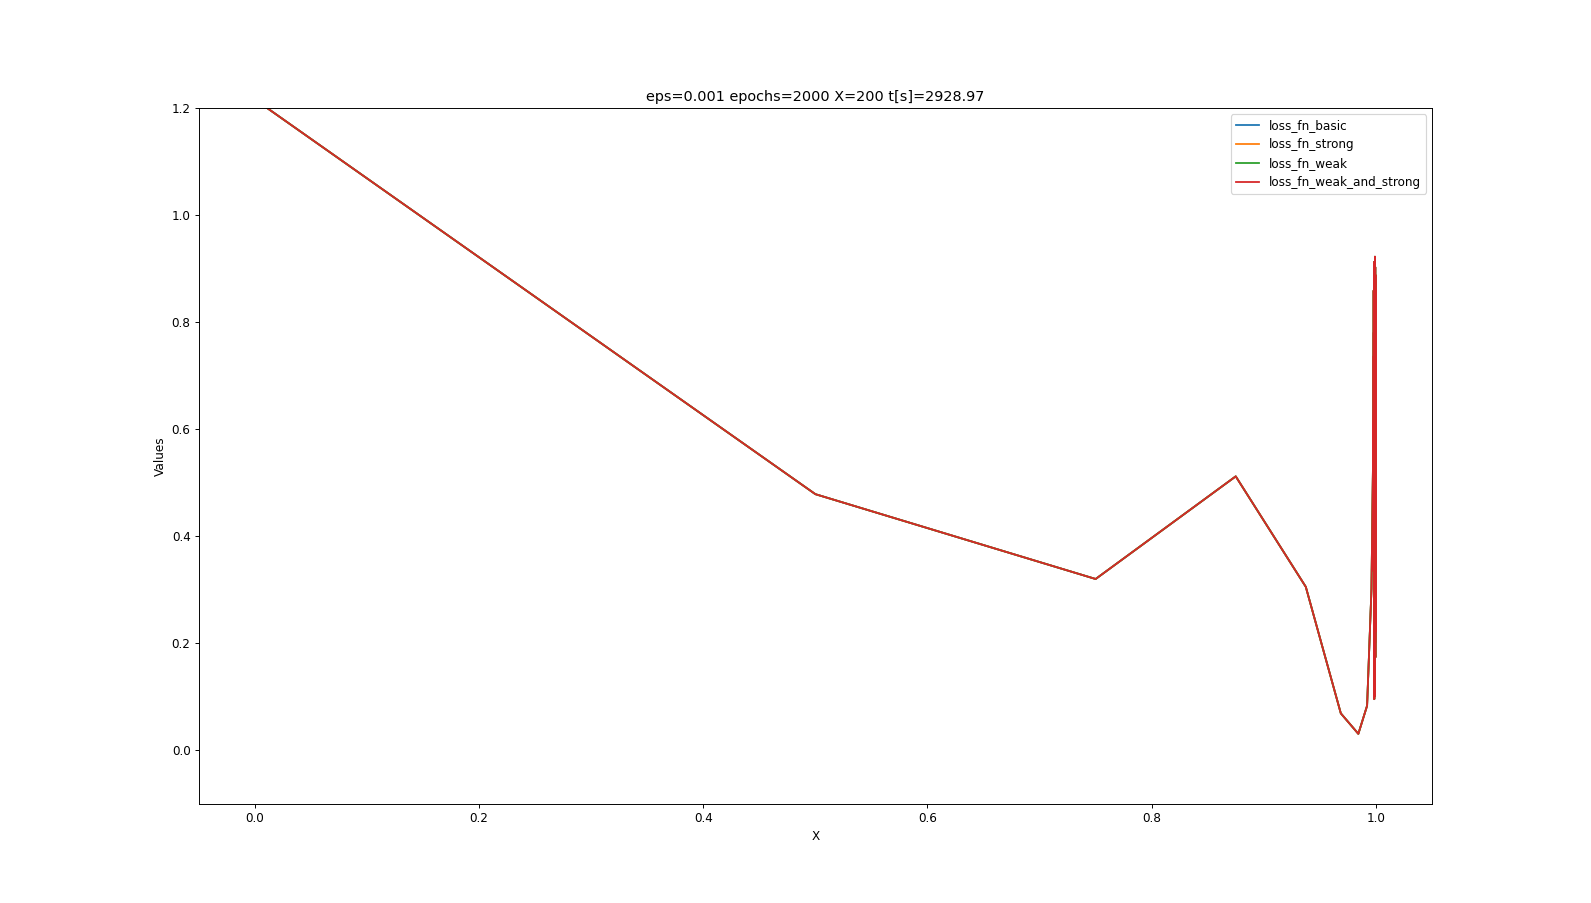 eps=0.001 epochs=2000 X=200 t[s]=2928.97
loss_fn_basic
loss_fn_strong
loss_fn_weak
loss_fn_weak_and_strong
1.2
1.0
0.8
0.6
0.4
0.2
0.0
Values
0.0 0.2 0.4 0.6 0.8 1.0
X